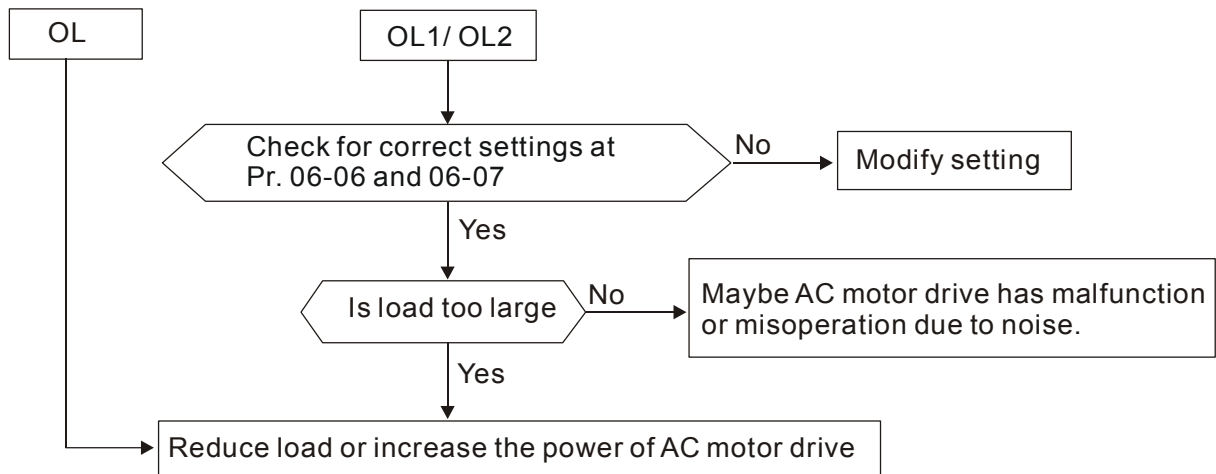 OL
OL1/ OL2
Check for correct settings at
Pr. 06-06 and 06-07
No
Modify setting
Yes
Is load too large
No
Maybe AC motor drive has malfunction
or misoperation due to noise.
Yes
Reduce load or increase the power of AC motor drive